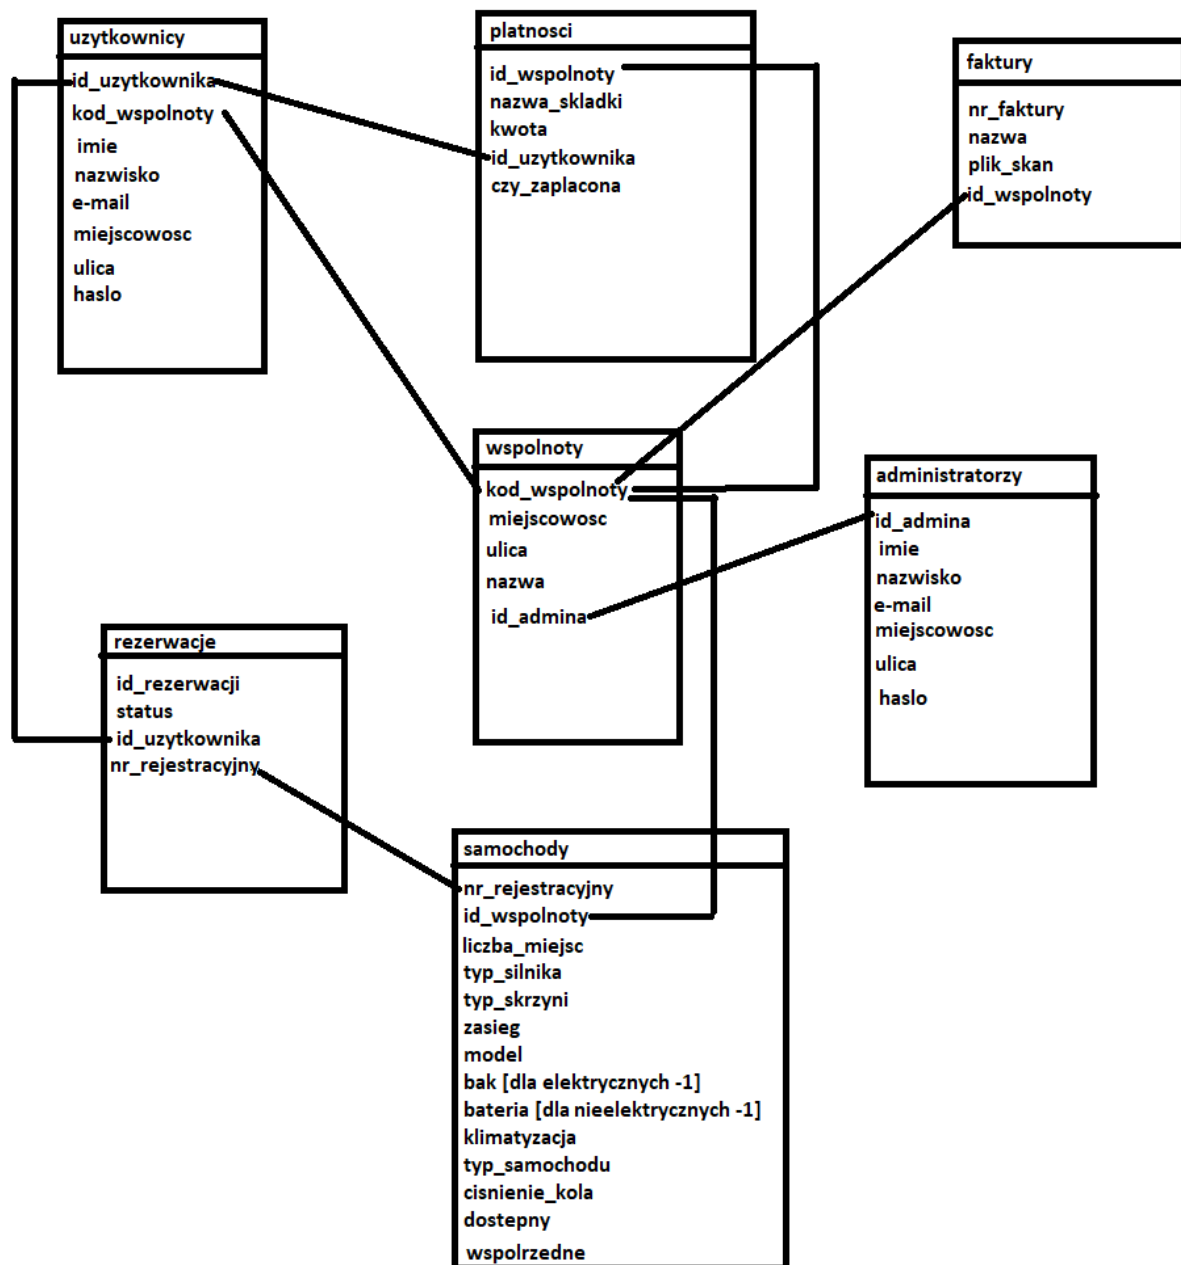 uzytkownicy
id_uzytkownika
kod_wspolnoty
imie
nazwisko
e-mail
miejscowosc
ulica
haslo
platnosci
id_wspolnoty
nazwa_skladki
kwota
id_uzytkownika
czy_zaplacona
faktury
nr_faktury
nazwa
plik_skan
id_wspolnoty
wspolnoty
kod_wspolnoty
miejscowosc
ulica
nazwa
id_admina
administratorzy
id_admina
imie
nazwisko
e-mail
miejscowosc
ulica
haslo
rezerwacje
id_rezerwacji
status
id_uzytkownika
nr_rejestracyjny
samochody
nr_rejestracyjny
id_wspolnoty
liczba_miejsc
typ_silnika
typ_skrzyni
zasieg
model
bak [dla elektrycznych -1]
bateria [dla nieelektrycznych -1]
klimatyzacja
typ_samochodu
cisnienie_kola
dostepny
wspolrzedne